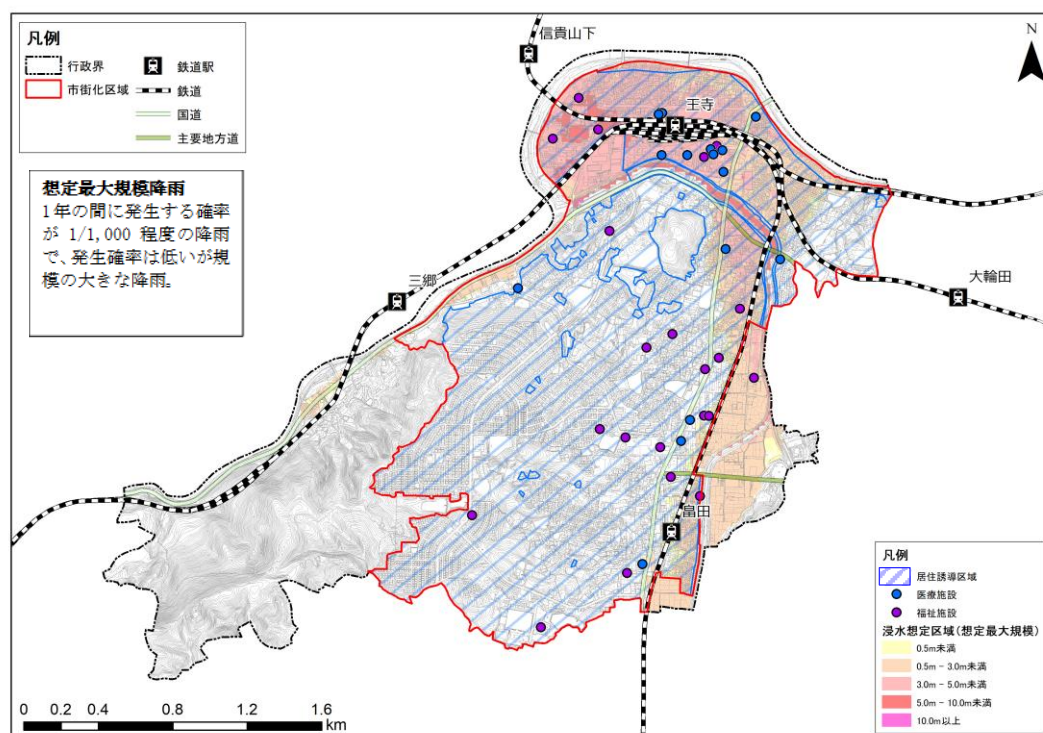 信貴山下
凡例
行政界
鉄道駅
市街化区域
鉄道
国道
主要地方道
N
王寺
想定最大規模降雨
1年の間に発生する確率
が 1/1,000 程度の降雨
で、発生確率は低いが規
模の大きな降雨。
三郷
大輪田
畠田
凡例
居住誘導区域
医療施設
福祉施設
浸水想定区域(想定最大規模)
0.5m未満
0.5m - 3.0m未満
3.0m - 5.0m未満
5.0m - 10.0m未満
10.0m以上
0 0.2 0.4 0.8 1.2 1.6
km